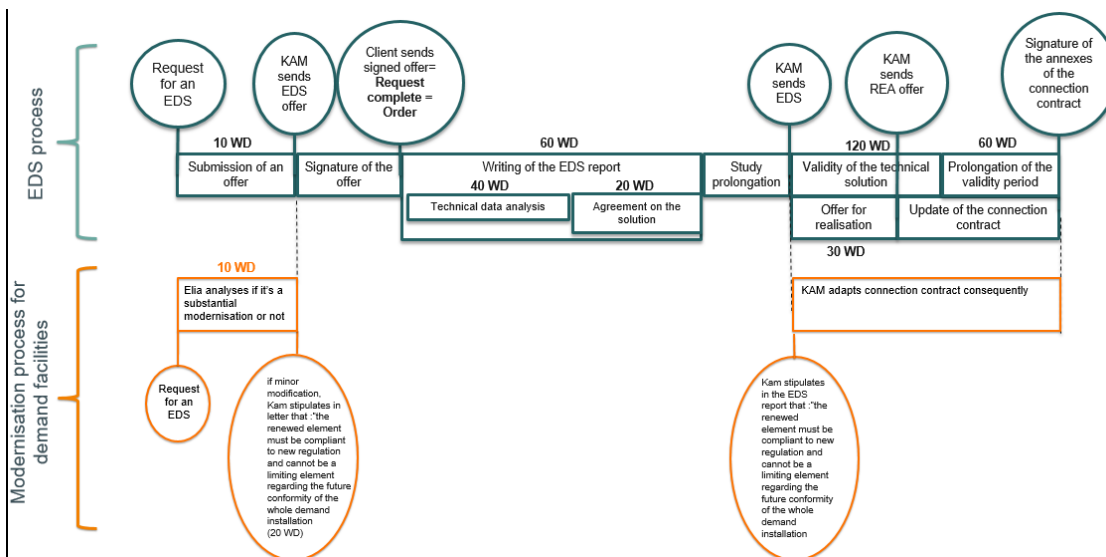 EDS process
Request
for an
EDS
KAM
sends
EDS
offer
Client sends
signed offer=
Request
complete =
Order
KAM
sends
EDS
KAM
sends
REA offer
Signature of
the annexes
of the
connection
contract
10 WD
60 WD
120 WD
60 WD
Submission of an
offer
Signature of
the offer
Writing of the EDS report
Study
prolongation
Validity of the technical
solution
Prolongation of the
validity period
40 WD
20 WD
Technical data analysis
Agreement on the
solution
Offer for
realisation
Update of the connection
contract
30 WD
Modernisation process for
demand facilities
10 WD
Elia analyses if it's a
substantial
modernisation or not
KAM adapts connection contract consequently
Request
for an
EDS
if minor
modification,
Kam stipulates in
letter that :"the
renewed element
must be compliant
to new regulation
and cannot be a
limiting element
regarding the future
conformity of the
whole demand
installation
(20 WD)
Kam stipulates
in the EDS
report that :"the
renewed
element must be
compliant to new
regulation and
cannot be a
limiting element
regarding the
future conformity
of the whole
demand
installation